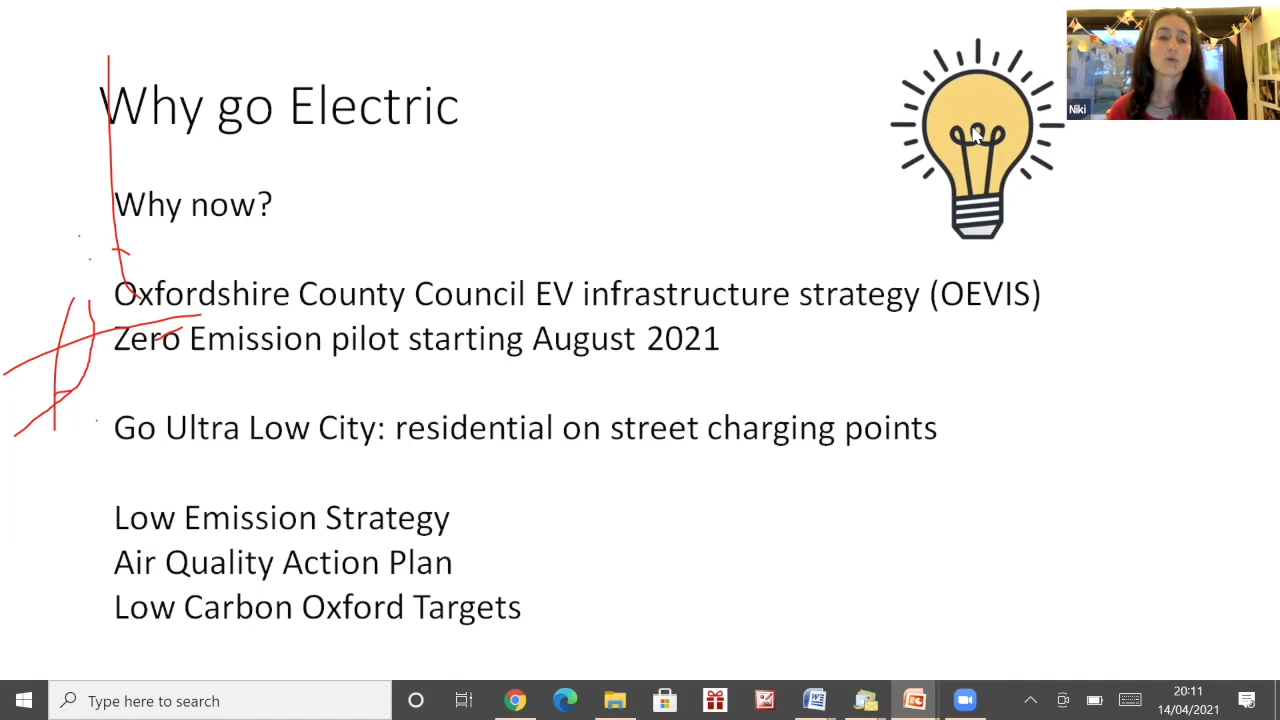 Why go Electric
Niki
Why now?
Oxfordshire County Council EV infrastructure strategy (OEVIS)
Zero Emission pilot starting August 2021
Go Ultra Low City: residential on street charging points
Low Emission Strategy
Air Quality Action Plan
Low Carbon Oxford Targets
Type here to search
20:11
14/04/2021